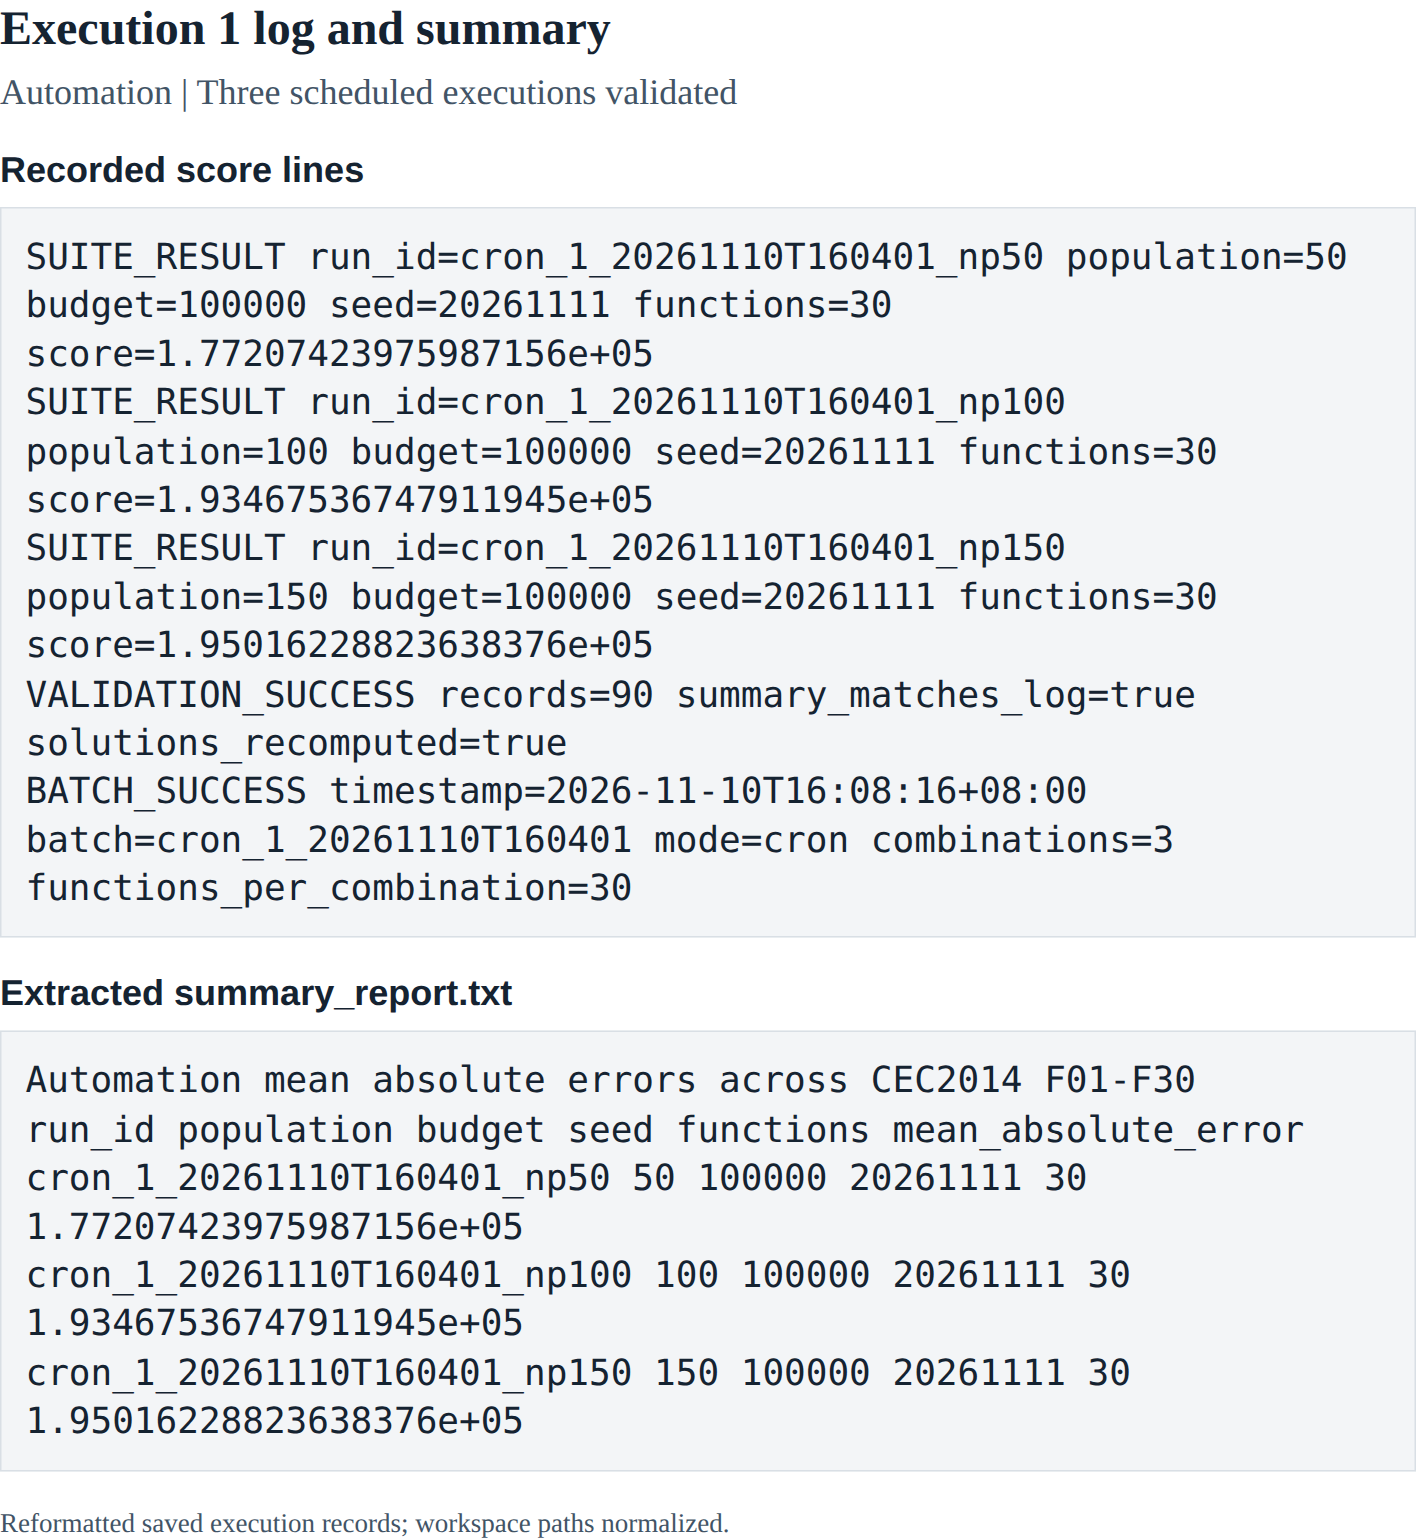 Execution 1 log and summary
Automation | Three scheduled executions validated
Recorded score lines
SUITE_RESULT run_id=cron_1_20261110T160401_np50 population=50
budget=100000 seed=20261111 functions=30
score=1.77207423975987156e+05
SUITE_RESULT run_id=cron_1_20261110T160401_np100
population=100 budget=100000 seed=20261111 functions=30
score=1.93467536747911945e+05
SUITE_RESULT run_id=cron_1_20261110T160401_np150
population=150 budget=100000 seed=20261111 functions=30
score=1.95016228823638376e+05
VALIDATION_SUCCESS records=90 summary_matches_log=true
solutions_recomputed=true
BATCH_SUCCESS timestamp=2026-11-10T16:08:16+08:00
batch=cron_1_20261110T160401 mode=cron combinations=3
functions_per_combination=30
Extracted summary_report.txt
Automation mean absolute errors across CEC2014 F01-F30
run_id population budget seed functions mean_absolute_error
cron_1_20261110T160401_np50 50 100000 20261111 30
1.77207423975987156e+05
cron_1_20261110T160401_np100 100 100000 20261111 30
1.93467536747911945e+05
cron_1_20261110T160401_np150 150 100000 20261111 30
1.95016228823638376e+05
Reformatted saved execution records; workspace paths normalized.